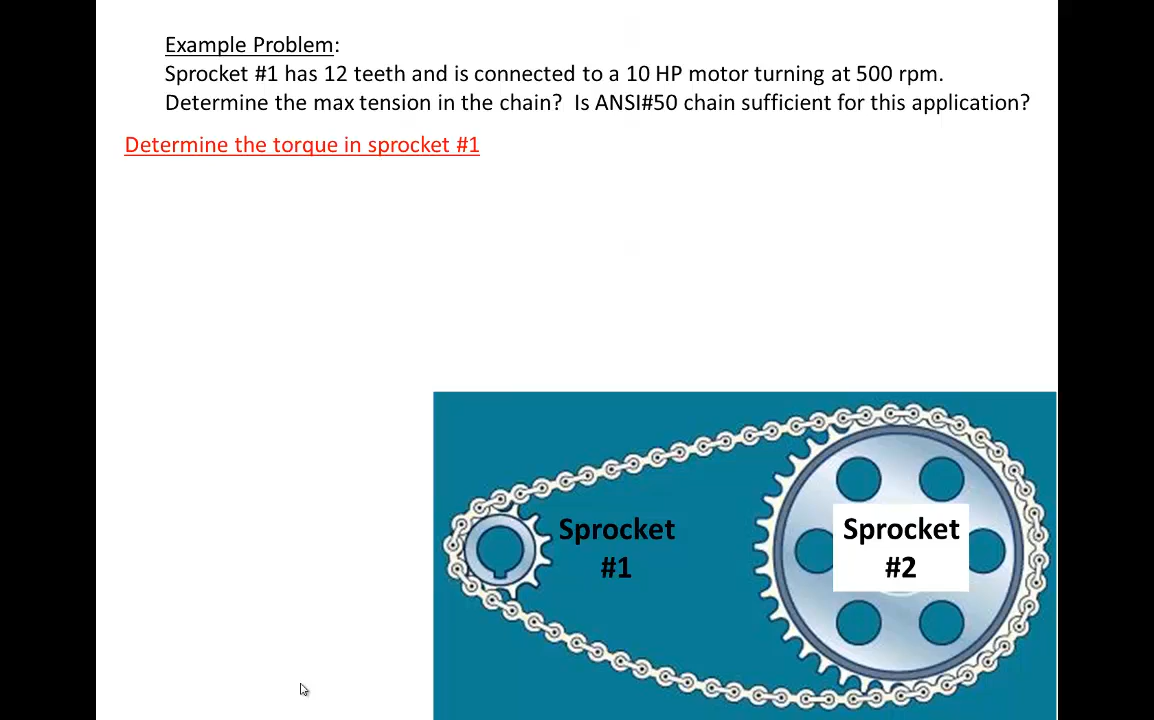 Example Problem:
Sprocket #1 has 12 teeth and is connected to a 10 HP motor turning at 500 rpm.
Determine the max tension in the chain?  Is ANSI#50 chain sufficient for this application?
Determine the torque in sprocket #1
Sprocket
#1
Sprocket
#2